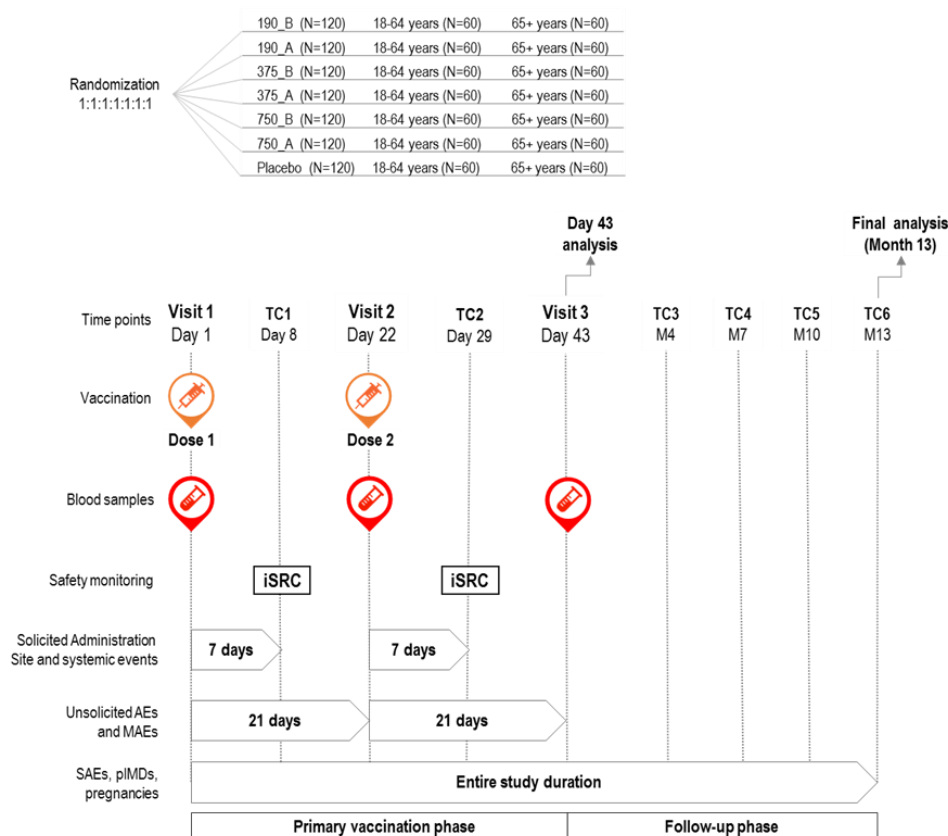 190_B (N=120) 18-64 years (N=60) 65+ years (N=60)
190_A (N=120) 18-64 years (N=60) 65+ years (N=60)
375_B (N=120) 18-64 years (N=60) 65+ years (N=60)
Randomization
1:1:1:1:1:1:1
375_A (N=120) 18-64 years (N=60) 65+ years (N=60)
750_B (N=120) 18-64 years (N=60) 65+ years (N=60)
750_A (N=120) 18-64 years (N=60) 65+ years (N=60)
Placebo (N=120) 18-64 years (N=60) 65+ years (N=60)
Day 43
analysis
Final analysis
(Month 13)
Time points
Visit 1
Day 1
TC1
Day 8
Visit 2
Day 22
TC2
Day 29
Visit 3
Day 43
TC3
M4
TC4
M7
TC5
M10
TC6
M13
Vaccination
Dose 1
Dose 2
Blood samples
Safety monitoring
iSRC
iSRC
Solicited Administration
Site and systemic events
7 days
7 days
Unsolicited AEs
and MAEs
21 days
21 days
SAEs, pIMDs,
pregnancies
Entire study duration
Primary vaccination phase
Follow-up phase